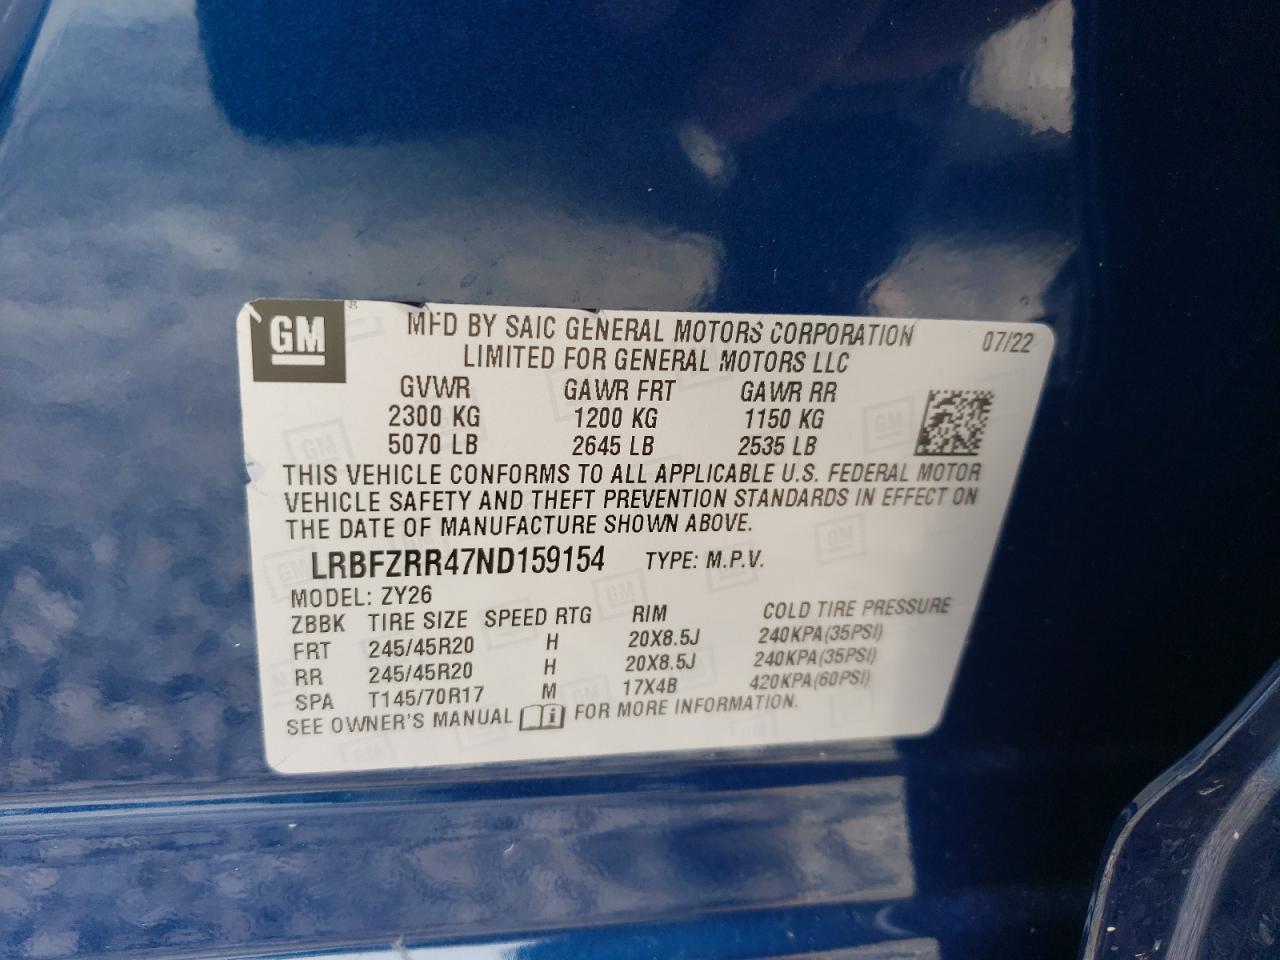 GM ® MFD BY SAIC GENERAL MOTORS CORPORATION 07/22
LIMITED FOR GENERAL MOTORS LLC
GVWR GAWR FRT GAWR RR
2300 KG 1200 KG 1150 KG
5070 LB 2645 LB 2535 LB
THIS VEHICLE CONFORMS TO ALL APPLICABLE U.S. FEDERAL MOTOR
VEHICLE SAFETY AND THEFT PREVENTION STANDARDS IN EFFECT ON
THE DATE OF MANUFACTURE SHOWN ABOVE.
LRBFZRR47ND159154 TYPE: M.P.V.
MODEL: ZY26
ZBBK TIRE SIZE SPEED RTG RIM COLD TIRE PRESSURE
FRT 245/45R20 H 20X8.5J 240KPA(35PSI)
RR 245/45R20 H 20X8.5J 240KPA(35PSI)
SPA T145/70R17 M 17X4B 420KPA(60PSI)
SEE OWNER'S MANUAL i FOR MORE INFORMATION.